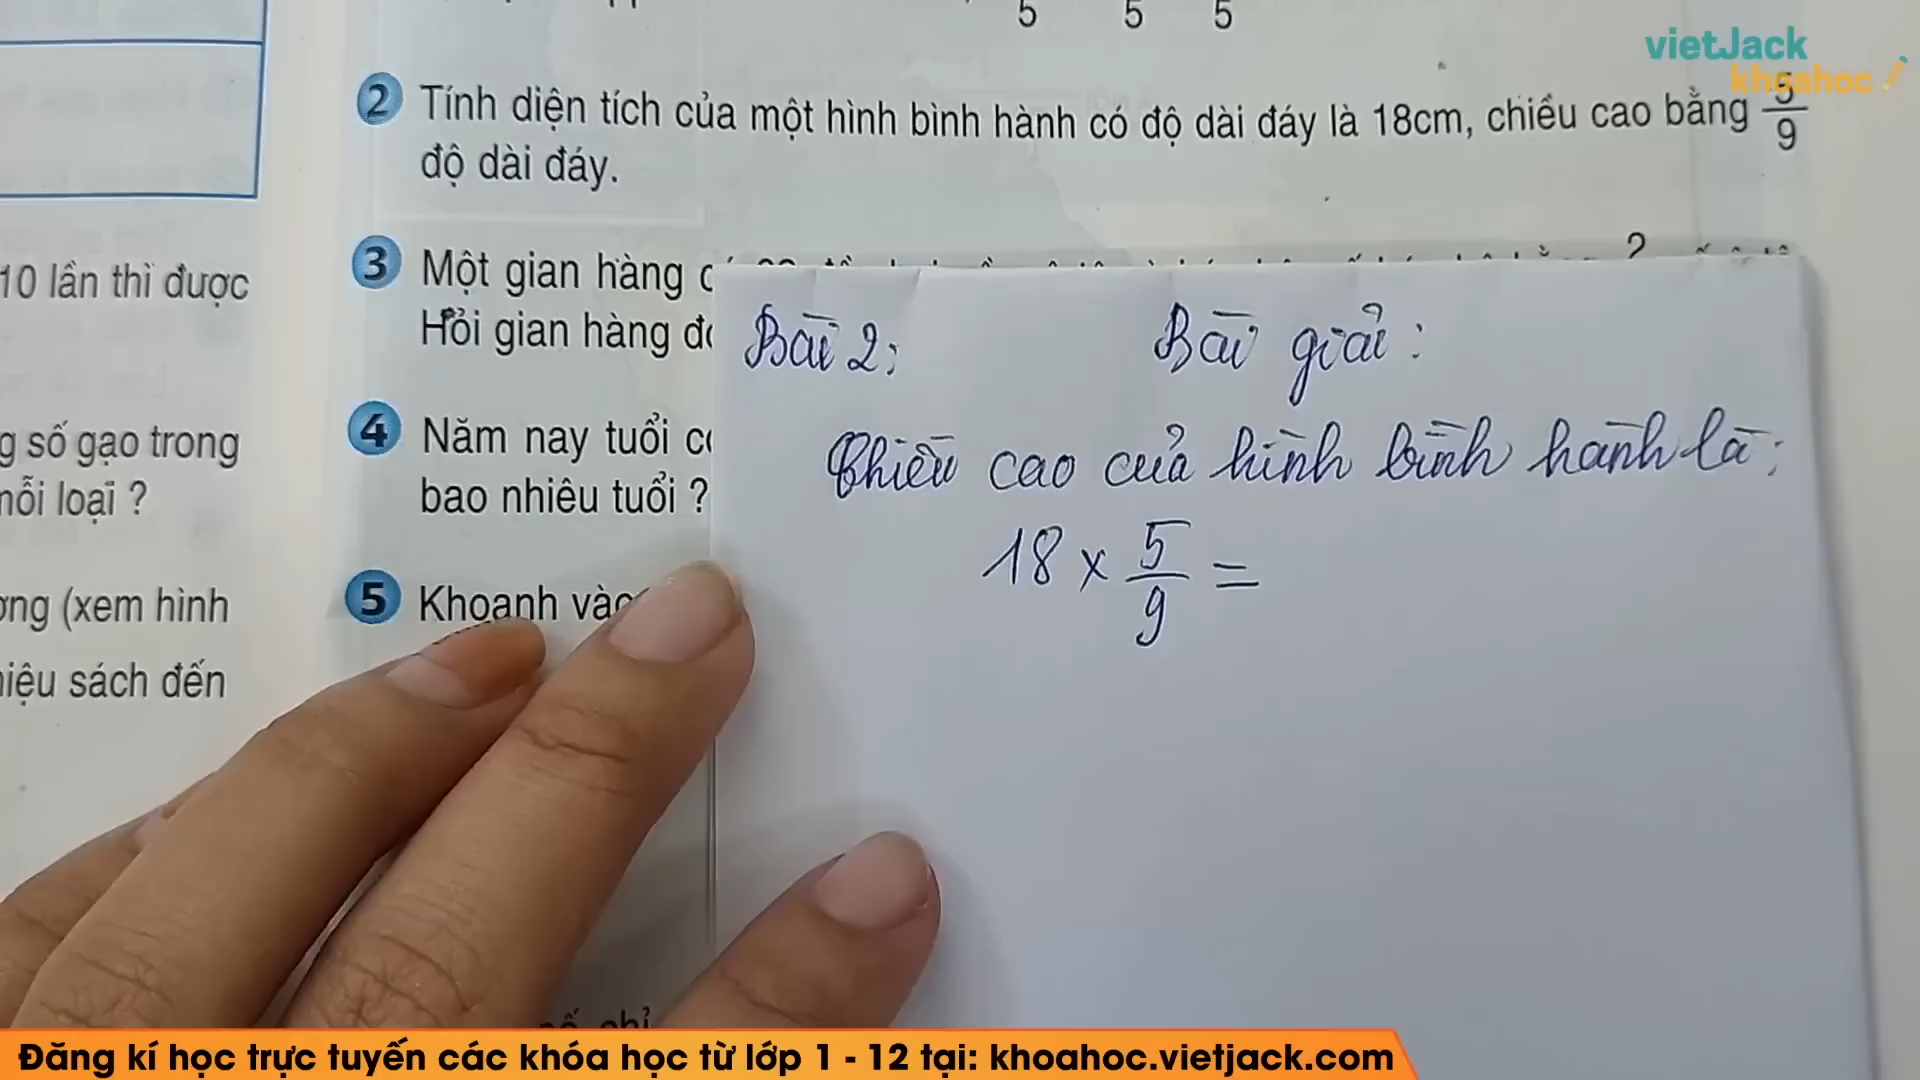 5 5 5
vietJack
khoahoc
2 Tính diện tích của một hình bình hành có độ dài đáy là 18cm, chiều cao bằng 5/9
độ dài đáy.
10 lần thì được
g số gạo trong
loại ?
(xem hình
sách đến
3 Một gian hàng
Hỏi gian hàng
4 Năm nay tuổi
bao nhiêu tuổi ?
5 Khoanh
Bài 2:
Bài giải:
Chiều cao của hình bình hành là:
18 x 5/9 =
Đăng kí học trực tuyến các khóa học từ lớp 1 - 12 tại: khoahoc.vietjack.com